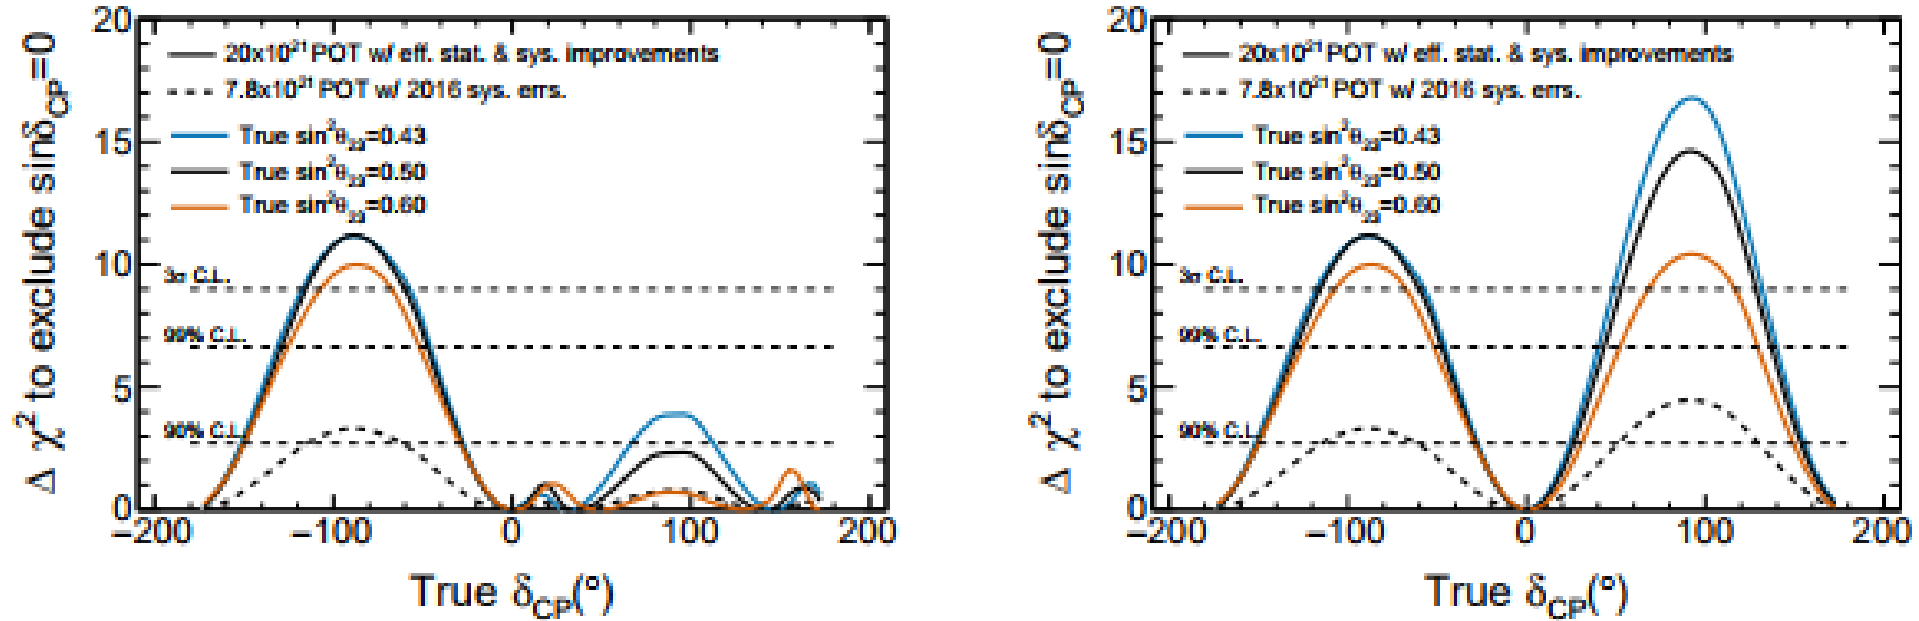 Δ χ² to exclude sinδCP=0
20
15
10
5
0
20x10²¹ POT w/ eff. stat. & sys. improvements
7.8x10²¹ POT w/ 2016 sys. errs.
True sin²θ₂₃=0.43
True sin²θ₂₃=0.50
True sin²θ₂₃=0.60
3σ C.L.
99% C.L.
90% C.L.
−200
−100
0
100
200
True δCP(°)
Δ χ² to exclude sinδCP=0
20
15
10
5
0
20x10²¹ POT w/ eff. stat. & sys. improvements
7.8x10²¹ POT w/ 2016 sys. errs.
True sin²θ₂₃=0.43
True sin²θ₂₃=0.50
True sin²θ₂₃=0.60
3σ C.L.
99% C.L.
90% C.L.
−200
−100
0
100
200
True δCP(°)